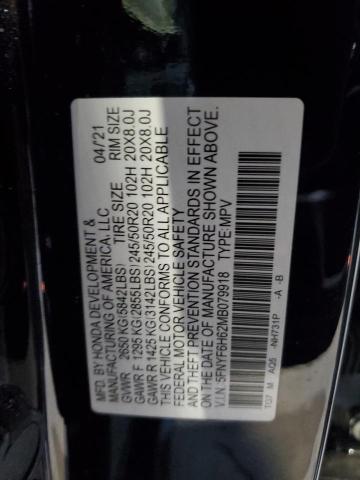 MFD. BY HONDA DEVELOPMENT & 04/21
MANUFACTURING OF AMERICA, LLC
TIRE SIZE RIM SIZE
GVWR 2650 KG(5842LBS)
GAWR F 1295 KG(2855LBS)245/50R20 102H 20X8.0J
GAWR R 1425 KG(3142LBS)245/50R20 102H 20X8.0J
THIS VEHICLE CONFORMS TO ALL APPLICABLE
FEDERAL MOTOR VEHICLE SAFETY
AND THEFT PREVENTION STANDARDS IN EFFECT
ON THE DATE OF MANUFACTURE SHOWN ABOVE.
V.I.N. 5FNYF8H62MB079918 TYPE:MPV
TG7 M AQ5 -NH731P -A -B